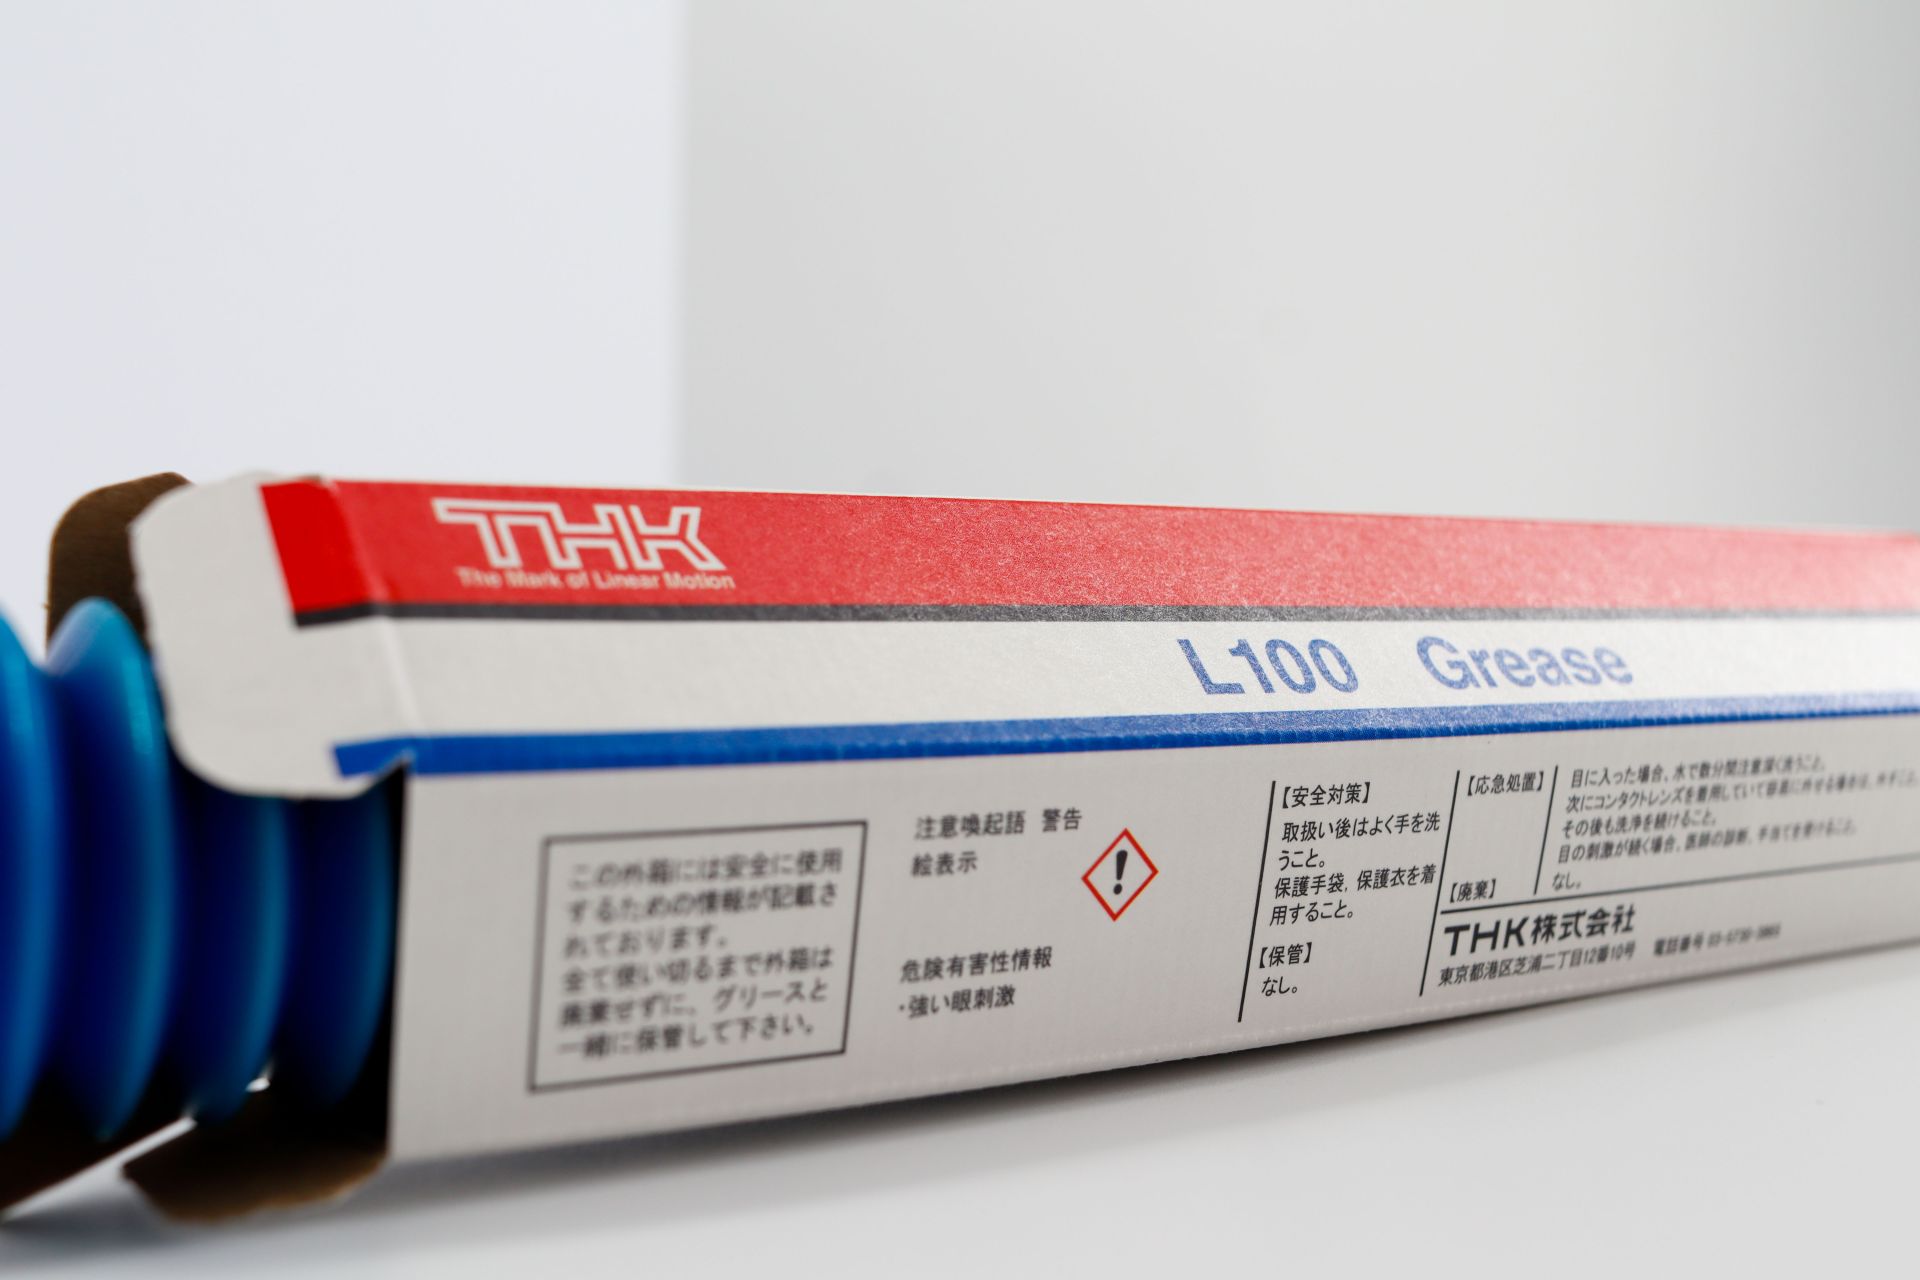 THK
The Mark of Linear Motion
L100 Grease
この外箱には安全に使用
するための情報が記載さ
れております。
全て使い切るまで外箱は
廃棄せずに、グリースと
一緒に保管して下さい。
注意喚起語 警告
絵表示
危険有害性情報
・強い眼刺激
【安全対策】
取扱い後はよく手を洗
うこと。
保護手袋, 保護衣を着
用すること。
【保管】
なし。
【応急処置】
目に入った場合、水で数分間注意深く洗うこと。
次にコンタクトレンズを着用していて容易に外せる場合は、外すこと。
その後も洗浄を続けること。
目の刺激が続く場合、医師の診断、手当てを受けること。
【廃棄】
なし。
THK株式会社
東京都港区芝浦二丁目12番10号 電話番号